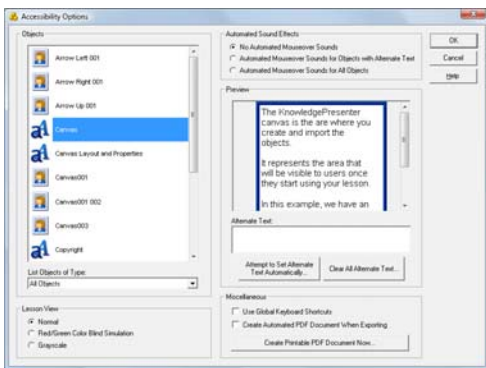 Accessibility Options
Objects
Arrow Left 001
Arrow Right 001
Arrow Up 001
Canvas
Canvas Layout and Properties
Canvas001
Canvas001 002
Canvas003
Copyright
List Objects of Type:
All Objects
Lesson View
Normal
Red/Green Color Blind Simulation
Grayscale
Automated Sound Effects
No Automated Mouseover Sounds
Automated Mouseover Sounds for Objects with Alternate Text
Automated Mouseover Sounds for All Objects
Preview
The KnowledgePresenter
canvas is the are where you
create and import the
objects.
It represents the area that
will be visible to users once
they start using your lesson.
In this example, we have an
Alternate Text:
Attempt to Set Alternate
Text Automatically...
Clear All Alternate Text...
Miscellaneous
Use Global Keyboard Shortcuts
Create Automated PDF Document When Exporting
Create Printable PDF Document Now...
OK
Cancel
Help